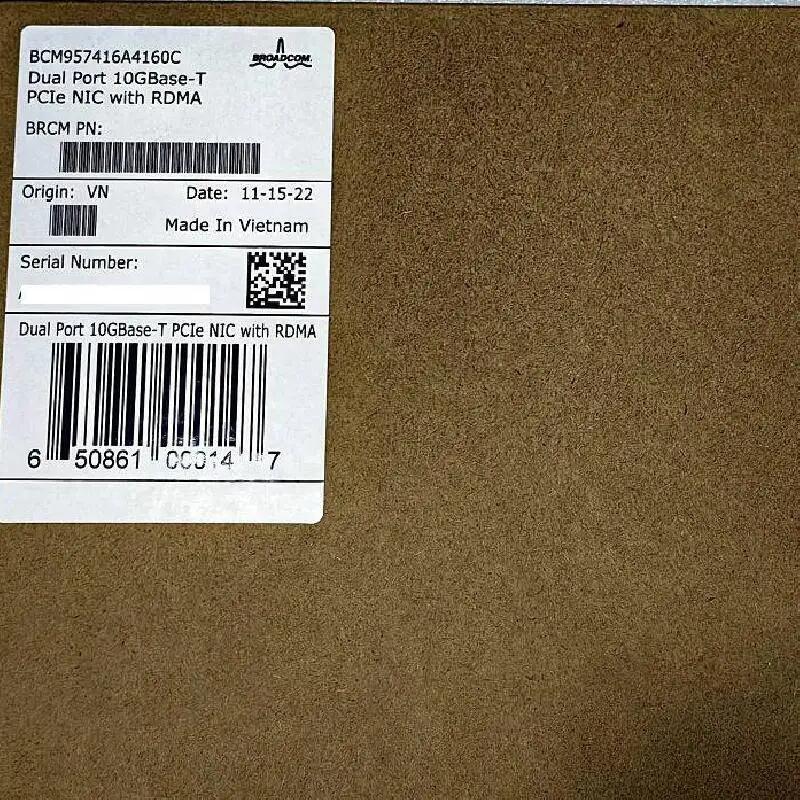 BCM957416A4160C
BROADCOM.
Dual Port 10GBase-T
PCIe NIC with RDMA
BRCM PN:
Origin: VN
Date: 11-15-22
Made In Vietnam
Serial Number:
Dual Port 10GBase-T PCIe NIC with RDMA
6 50861 00014 7